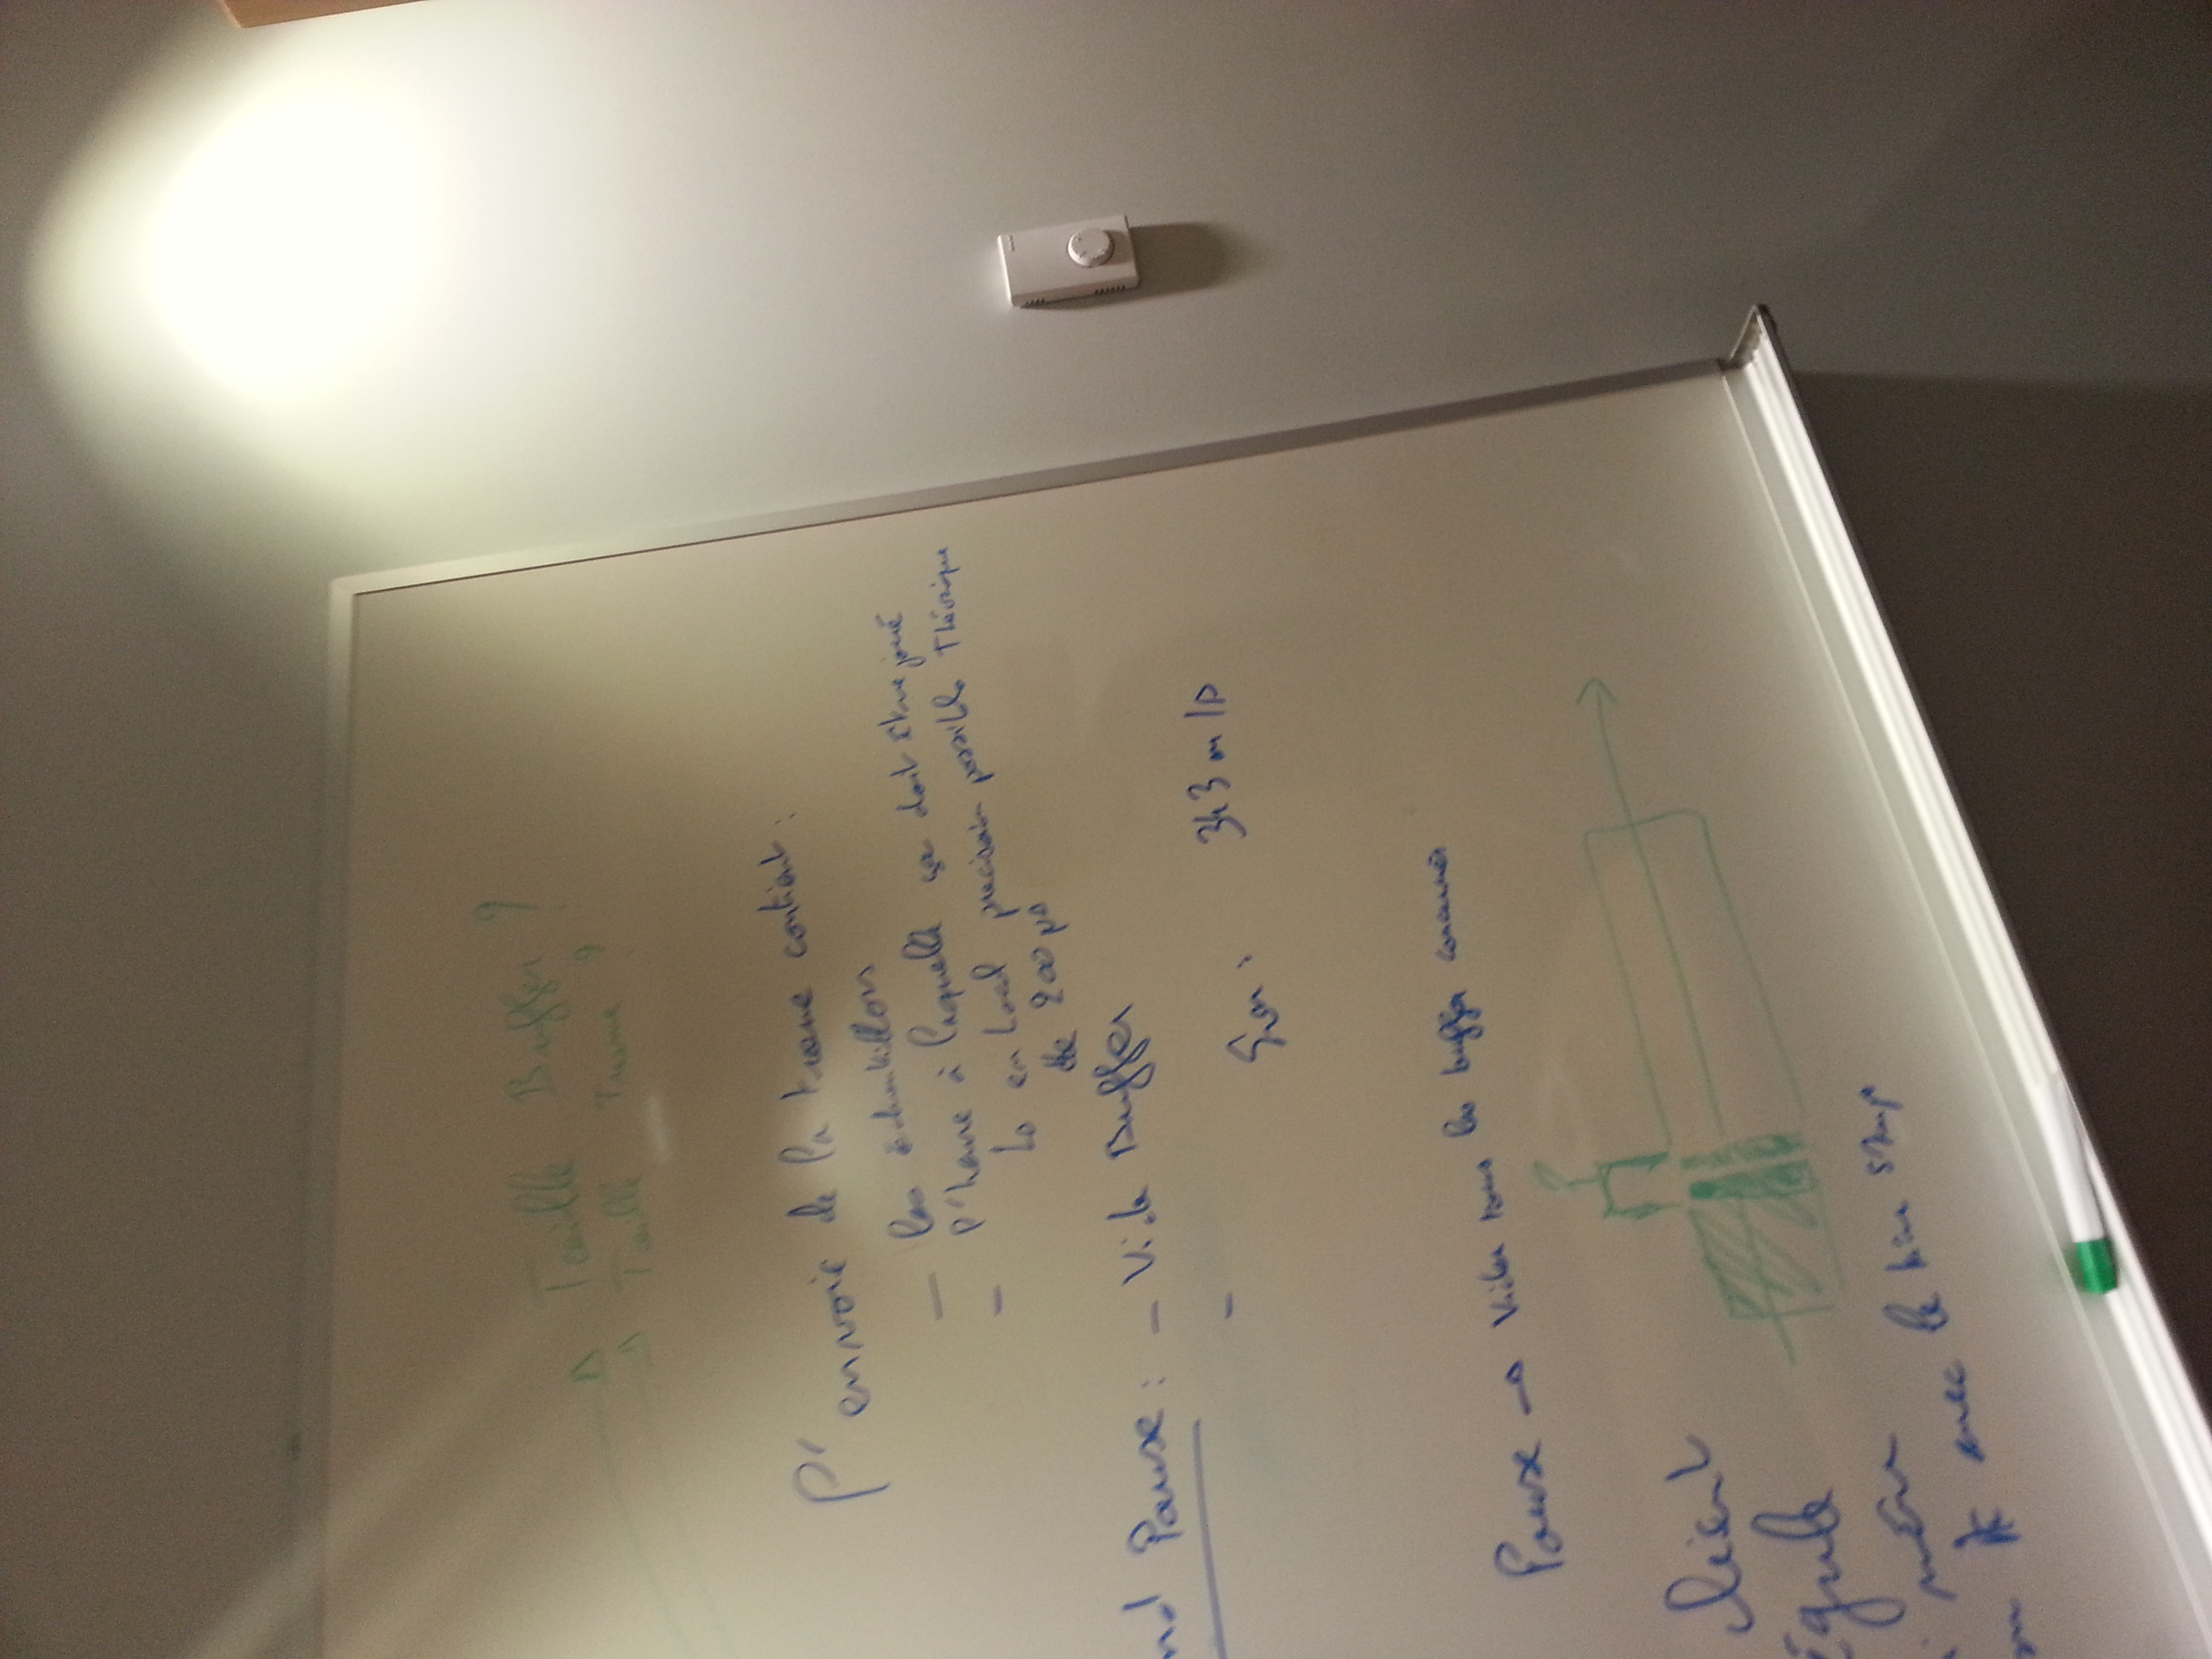 → Taille Buffer ?
→ Taille Trame ?
l'envoie de la trame contient :
— les échantillons
— l'heure à laquelle ça doit être joué
↳ en local precision possible Théorique
de 200 µs
nd Pause : — Vide Buffer
—
Son : 343 m/s
Pause → Vider tous les buffer concernés
?
client
égule
même
avec le time stamp